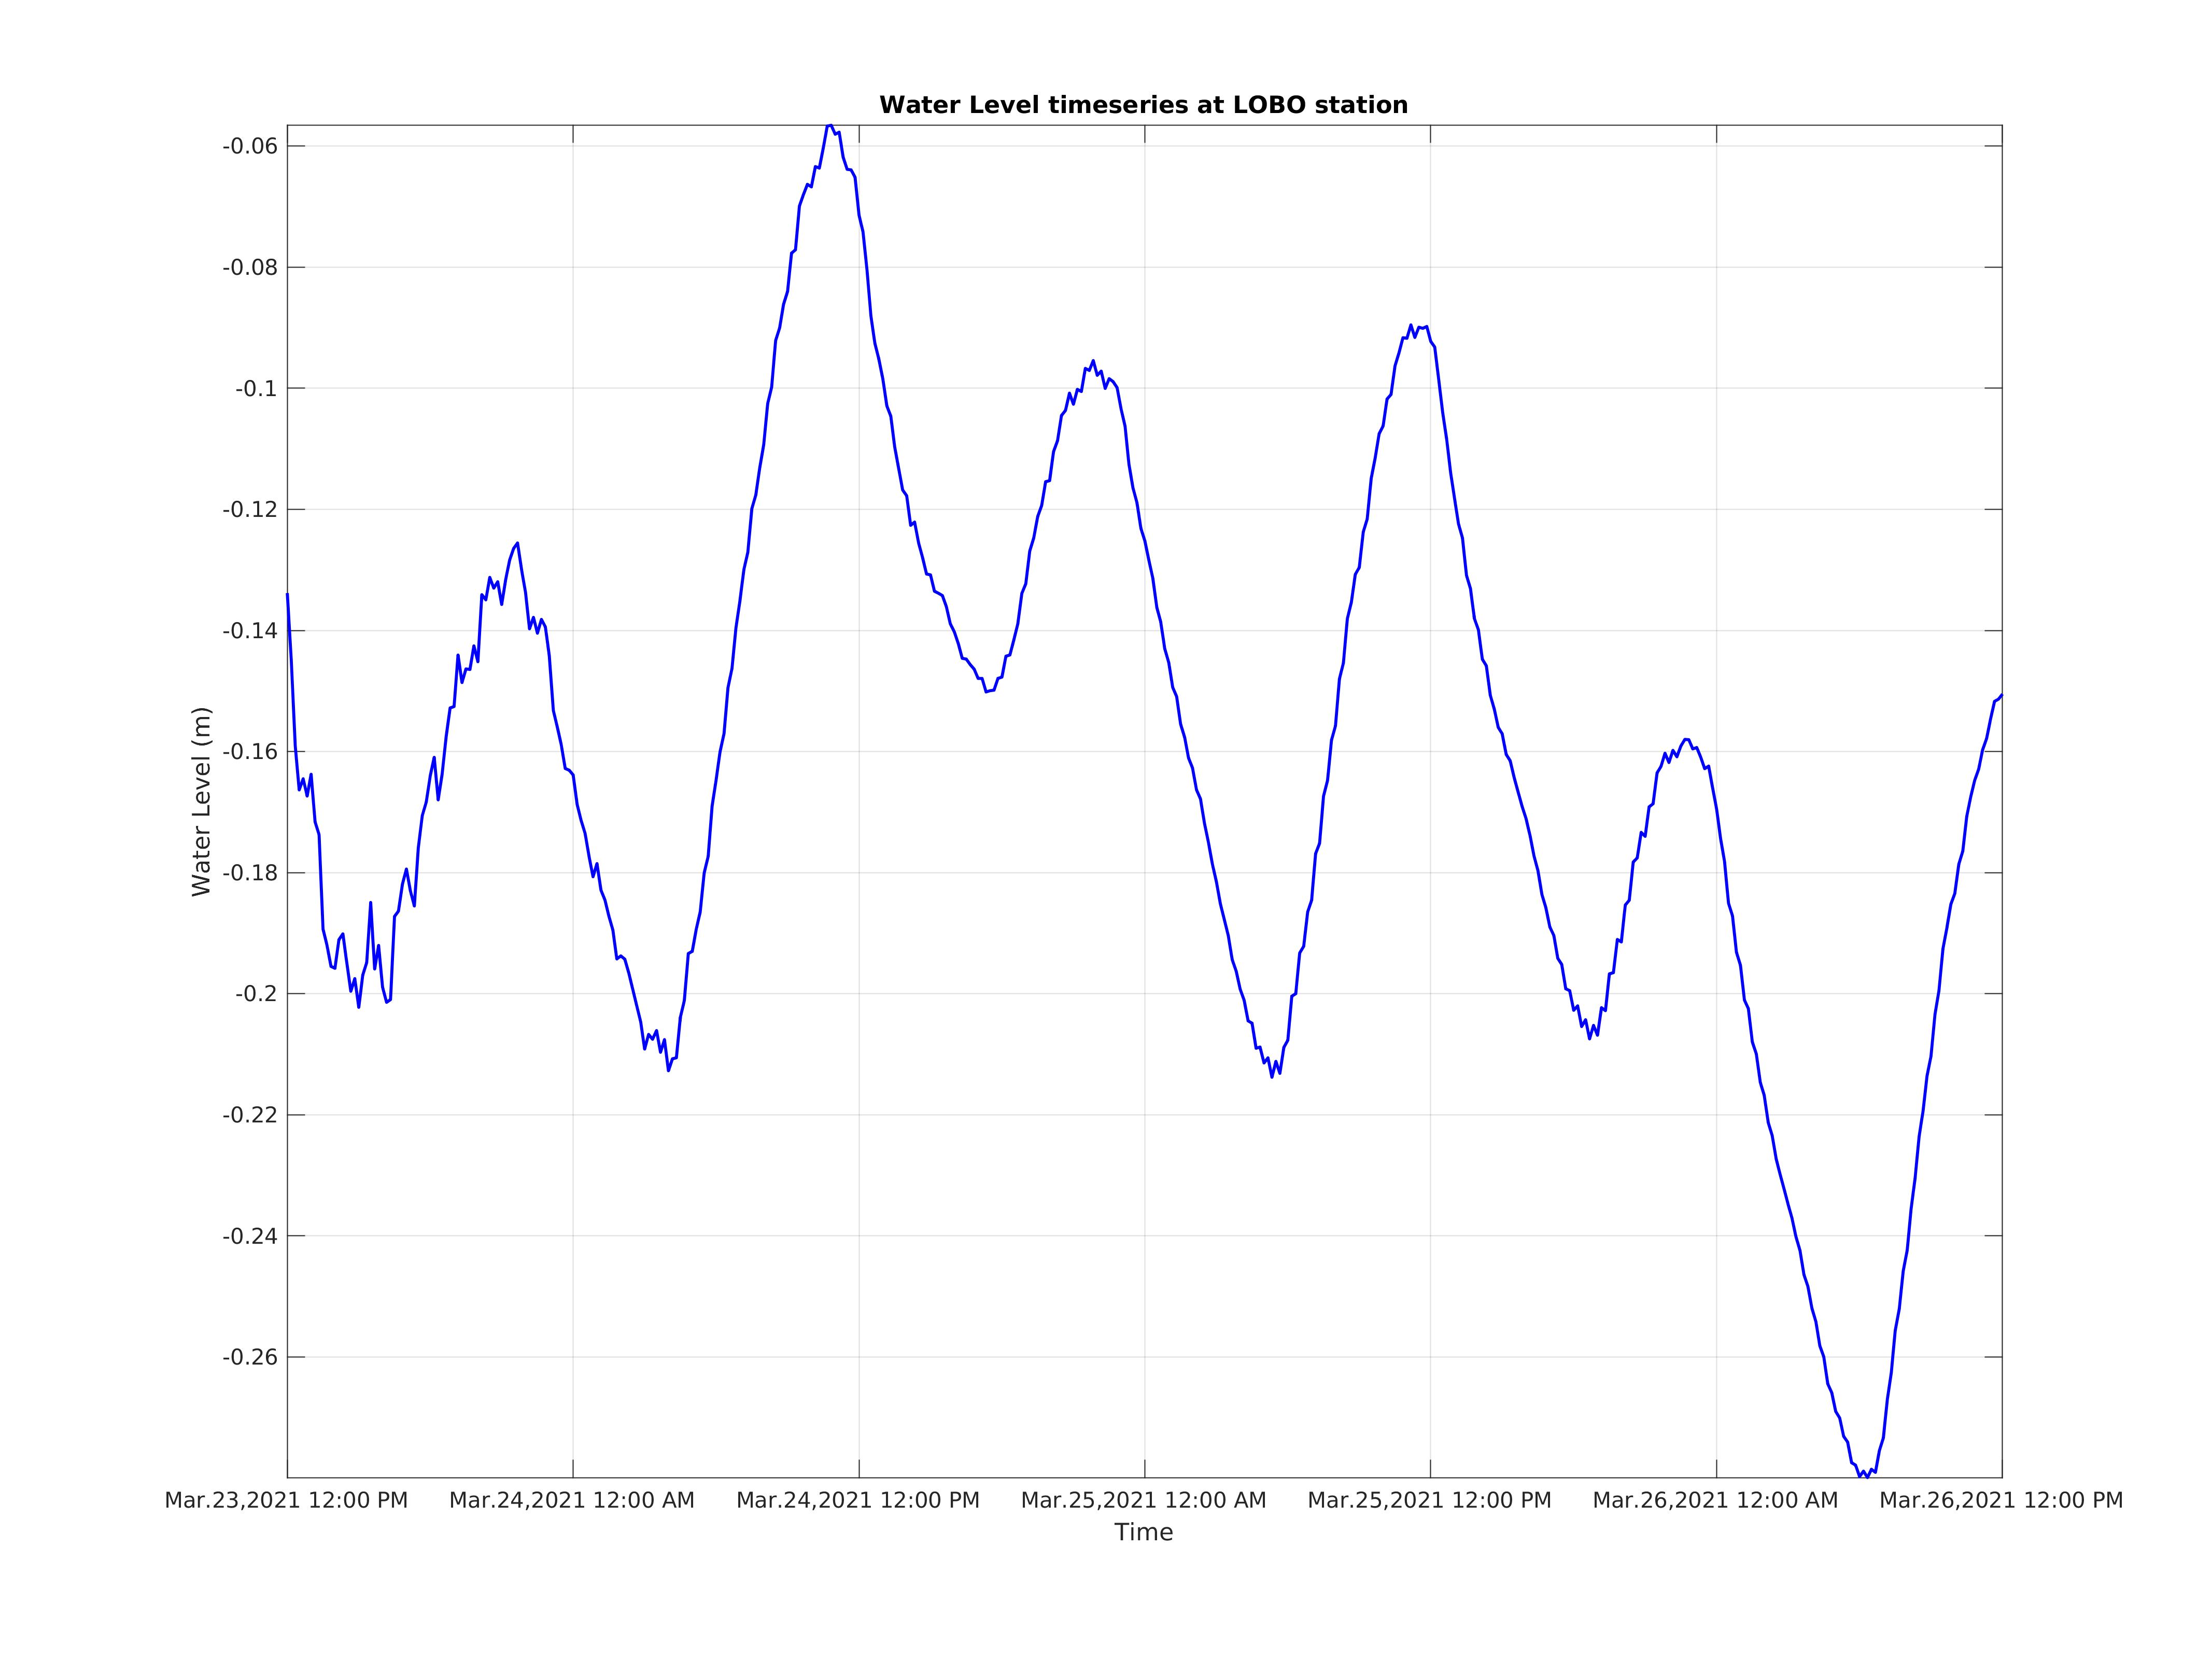 Water Level timeseries at LOBO station
-0.06
-0.08
-0.1
-0.12
-0.14
-0.16
-0.18
-0.2
-0.22
-0.24
-0.26
Water Level (m)
Mar.23,2021 12:00 PM Mar.24,2021 12:00 AM Mar.24,2021 12:00 PM Mar.25,2021 12:00 AM Mar.25,2021 12:00 PM Mar.26,2021 12:00 AM Mar.26,2021 12:00 PM
Time